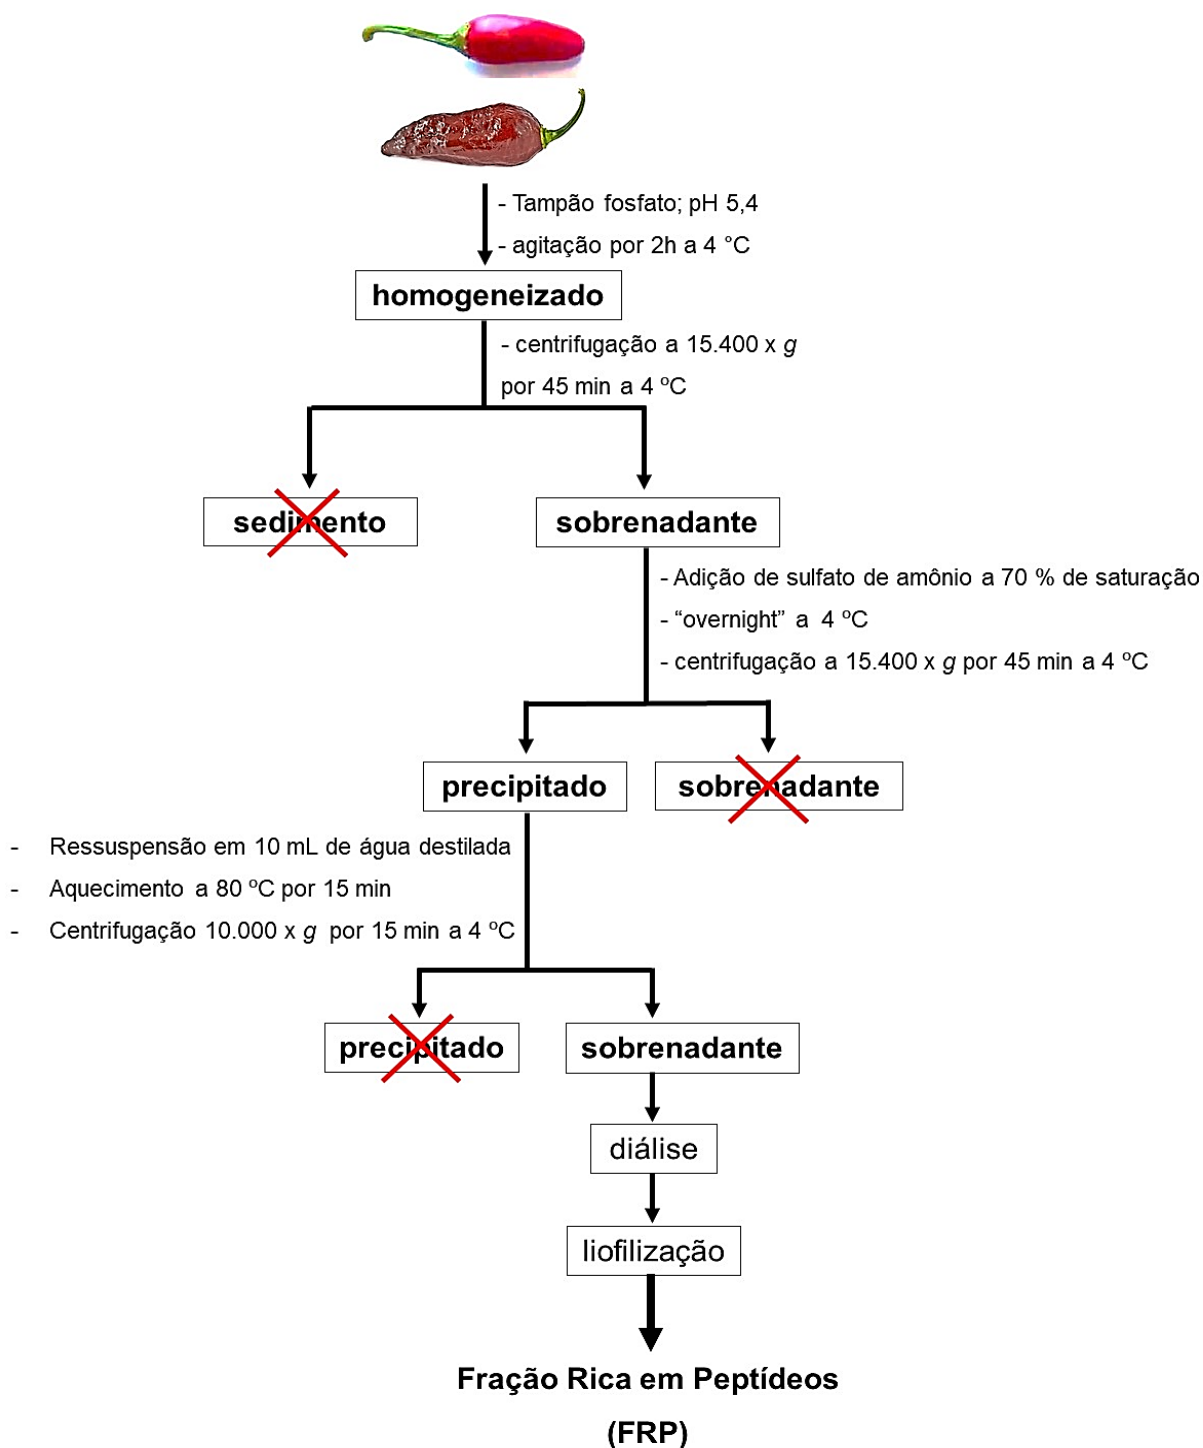 - Tampão fosfato; pH 5,4
- agitação por 2h a 4 °C
homogeneizado
- centrifugação a 15.400 x g
por 45 min a 4 ºC
sedimento
sobrenadante
- Adição de sulfato de amônio a 70 % de saturação
- “overnight” a 4 ºC
- centrifugação a 15.400 x g por 45 min a 4 ºC
precipitado
sobrenadante
- Ressuspensão em 10 mL de água destilada
- Aquecimento a 80 ºC por 15 min
- Centrifugação 10.000 x g por 15 min a 4 ºC
precipitado
sobrenadante
diálise
liofilização
Fração Rica em Peptídeos
(FRP)